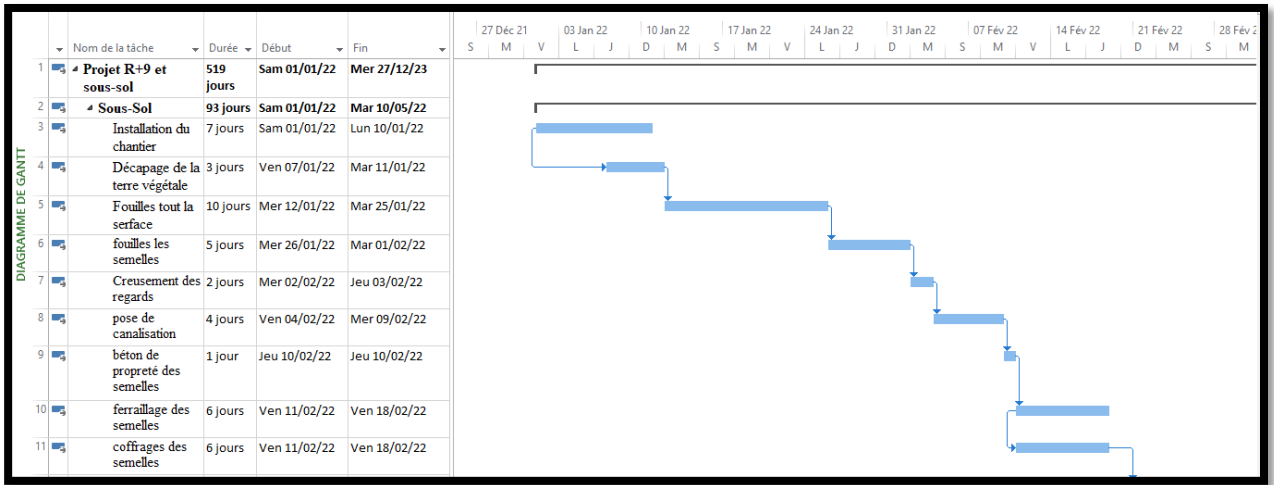 27 Déc 21 03 Jan 22 10 Jan 22 17 Jan 22 24 Jan 22 31 Jan 22 07 Fév 22 14 Fév 22 21 Fév 22 28 Fév 22
Nom de la tâche Durée Début Fin S M V L J D M S M V L J D M S M V L J D M
DIAGRAMME DE GANTT
1 Projet R+9 et 519 Sam 01/01/22 Mer 27/12/23
sous-sol jours
2 Sous-Sol 93 jours Sam 01/01/22 Mar 10/05/22
3 Installation du 7 jours Sam 01/01/22 Lun 10/01/22
chantier
4 Décapage de la 3 jours Ven 07/01/22 Mar 11/01/22
terre végétale
5 Fouilles tout la 10 jours Mer 12/01/22 Mar 25/01/22
serface
6 fouilles les 5 jours Mer 26/01/22 Mar 01/02/22
semelles
7 Creusement des 2 jours Mer 02/02/22 Jeu 03/02/22
regards
8 pose de 4 jours Ven 04/02/22 Mer 09/02/22
canalisation
9 béton de 1 jour Jeu 10/02/22 Jeu 10/02/22
propreté des
semelles
10 ferraillage des 6 jours Ven 11/02/22 Ven 18/02/22
semelles
11 coffrages des 6 jours Ven 11/02/22 Ven 18/02/22
semelles